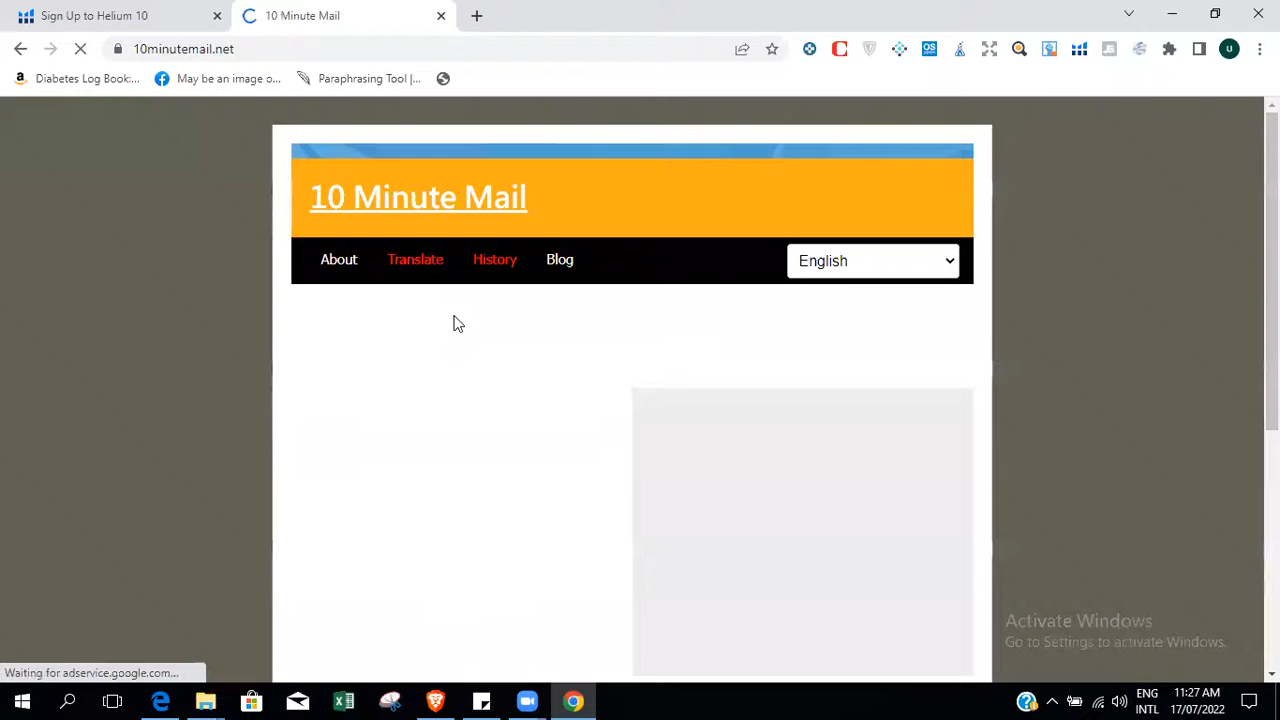 Sign Up to Helium 10
10 Minute Mail
10minutemail.net
Diabetes Log Book...
May be an image o...
Paraphrasing Tool |...
10 Minute Mail
About Translate History Blog
English
Activate Windows
Go to Settings to activate Windows.
Waiting for adservice.google.com...
ENG
INTL
11:27 AM
17/07/2022